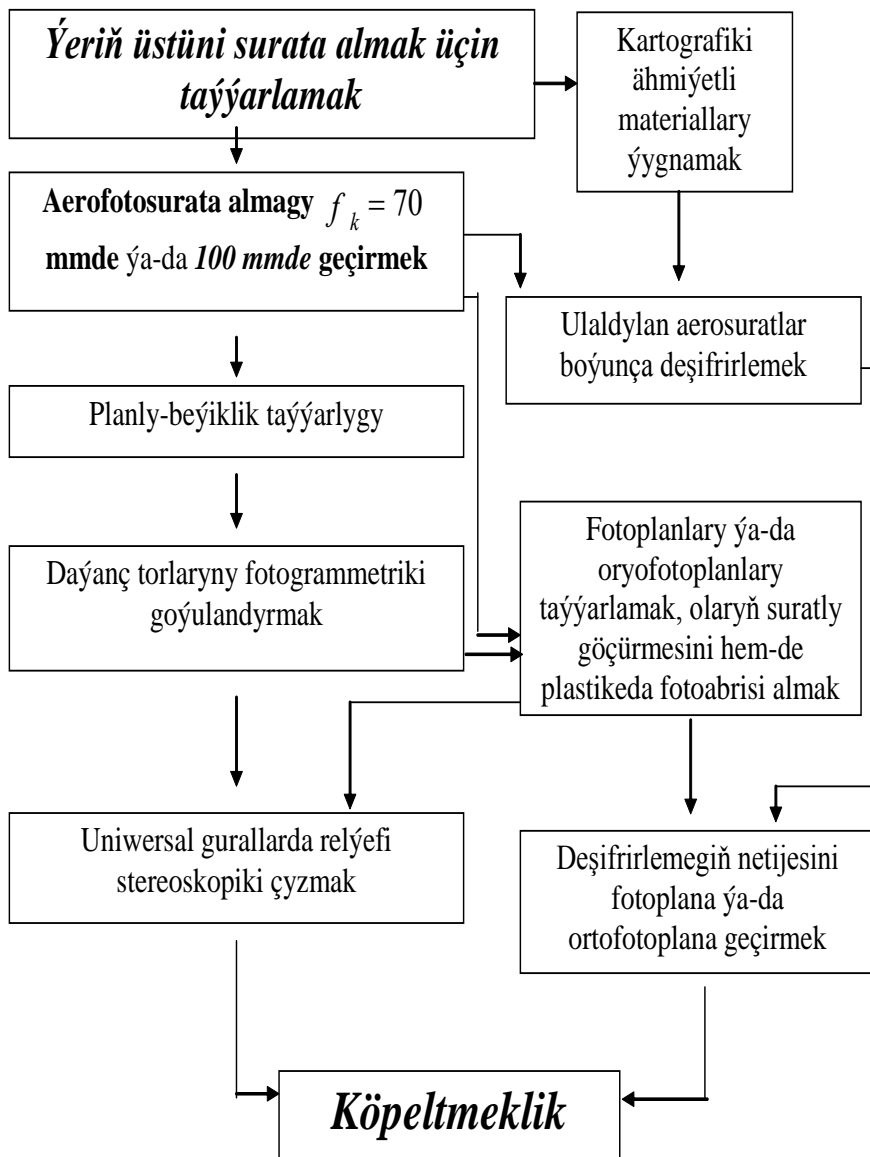 Ýeriň üstüni surata almak üçin
taýýarlamak
Kartografiki
ähmiýetli
materiallary
ýygnamak
Aerofotosurata almagy f k = 70
mmde ýa-da 100 mmde geçirmek
Ulaldylan aerosuratlar
boýunça deşifrirlemek
Planly-beýiklik taýýarlygy
Daýanç torlaryny fotogrammetriki
goýulandyrmak
Fotoplanlary ýa-da
oryofotoplanlary
taýýarlamak, olaryň suratly
göçürmesini hem-de
plastikeda fotoabrisi almak
Uniwersal gurallarda relýefi
stereoskopiki çyzmak
Deşifrirlemegiň netijesini
fotoplana ýa-da
ortofotoplana geçirmek
Köpeltmeklik